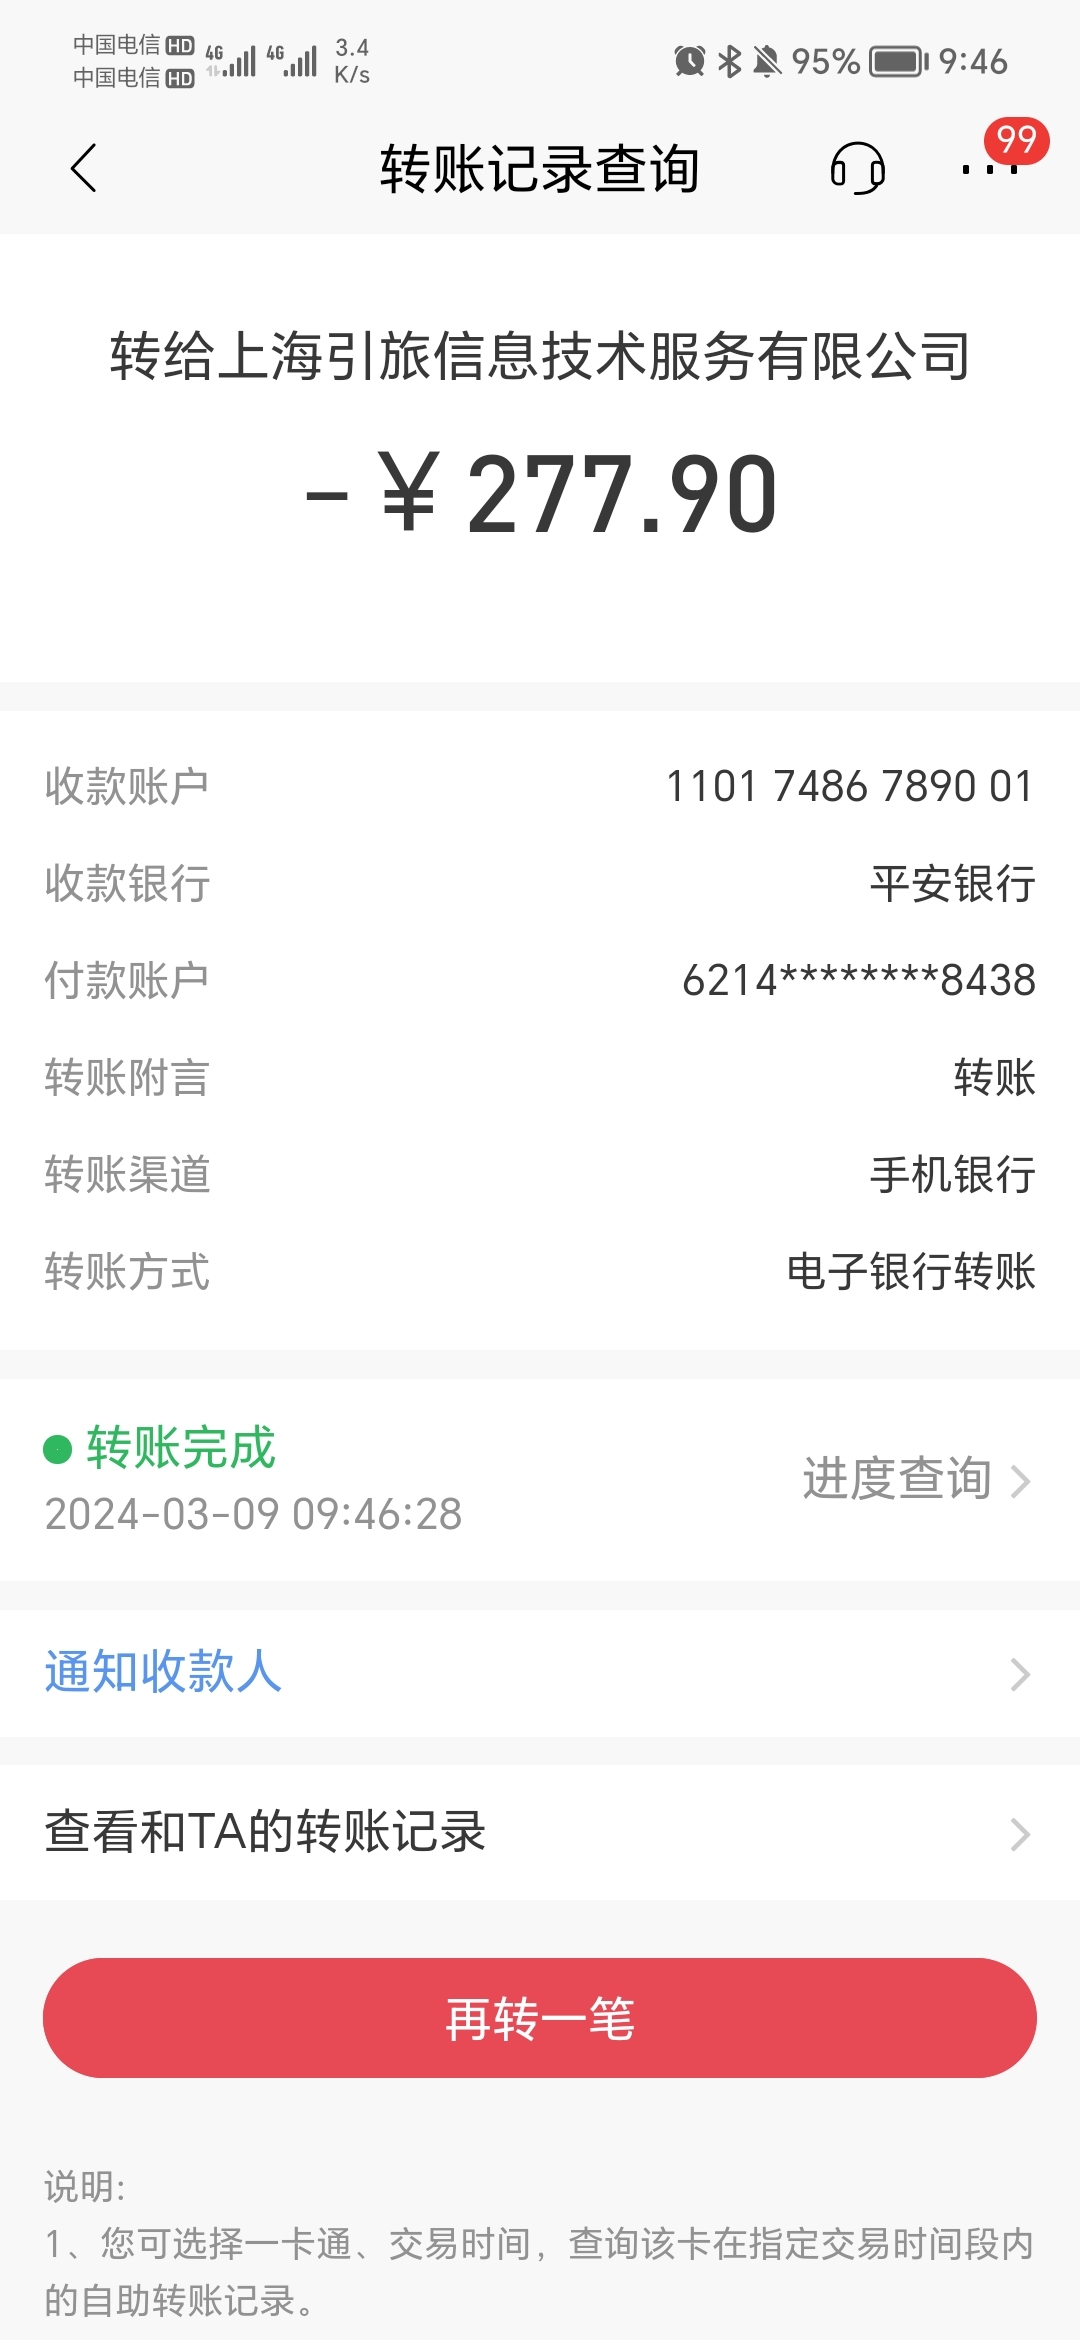 中国电信 HD 4G 4G 3.4 K/s 95% 9:46
中国电信 HD
转账记录查询 99
转给上海引旅信息技术服务有限公司
-¥277.90
收款账户 1101 7486 7890 01
收款银行 平安银行
付款账户 6214********8438
转账附言 转账
转账渠道 手机银行
转账方式 电子银行转账
转账完成
2024-03-09 09:46:28 进度查询
通知收款人
查看和TA的转账记录
再转一笔
说明:
1、您可选择一卡通、交易时间，查询该卡在指定交易时间段内
的自助转账记录。